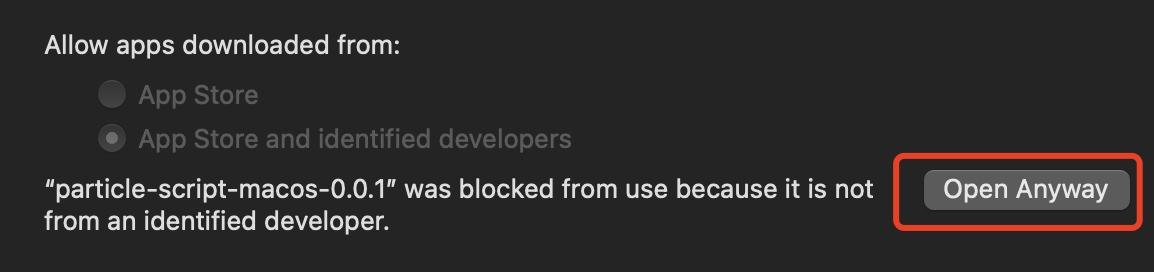 Allow apps downloaded from:
App Store
App Store and identified developers
“particle-script-macos-0.0.1” was blocked from use because it is not
from an identified developer.
Open Anyway